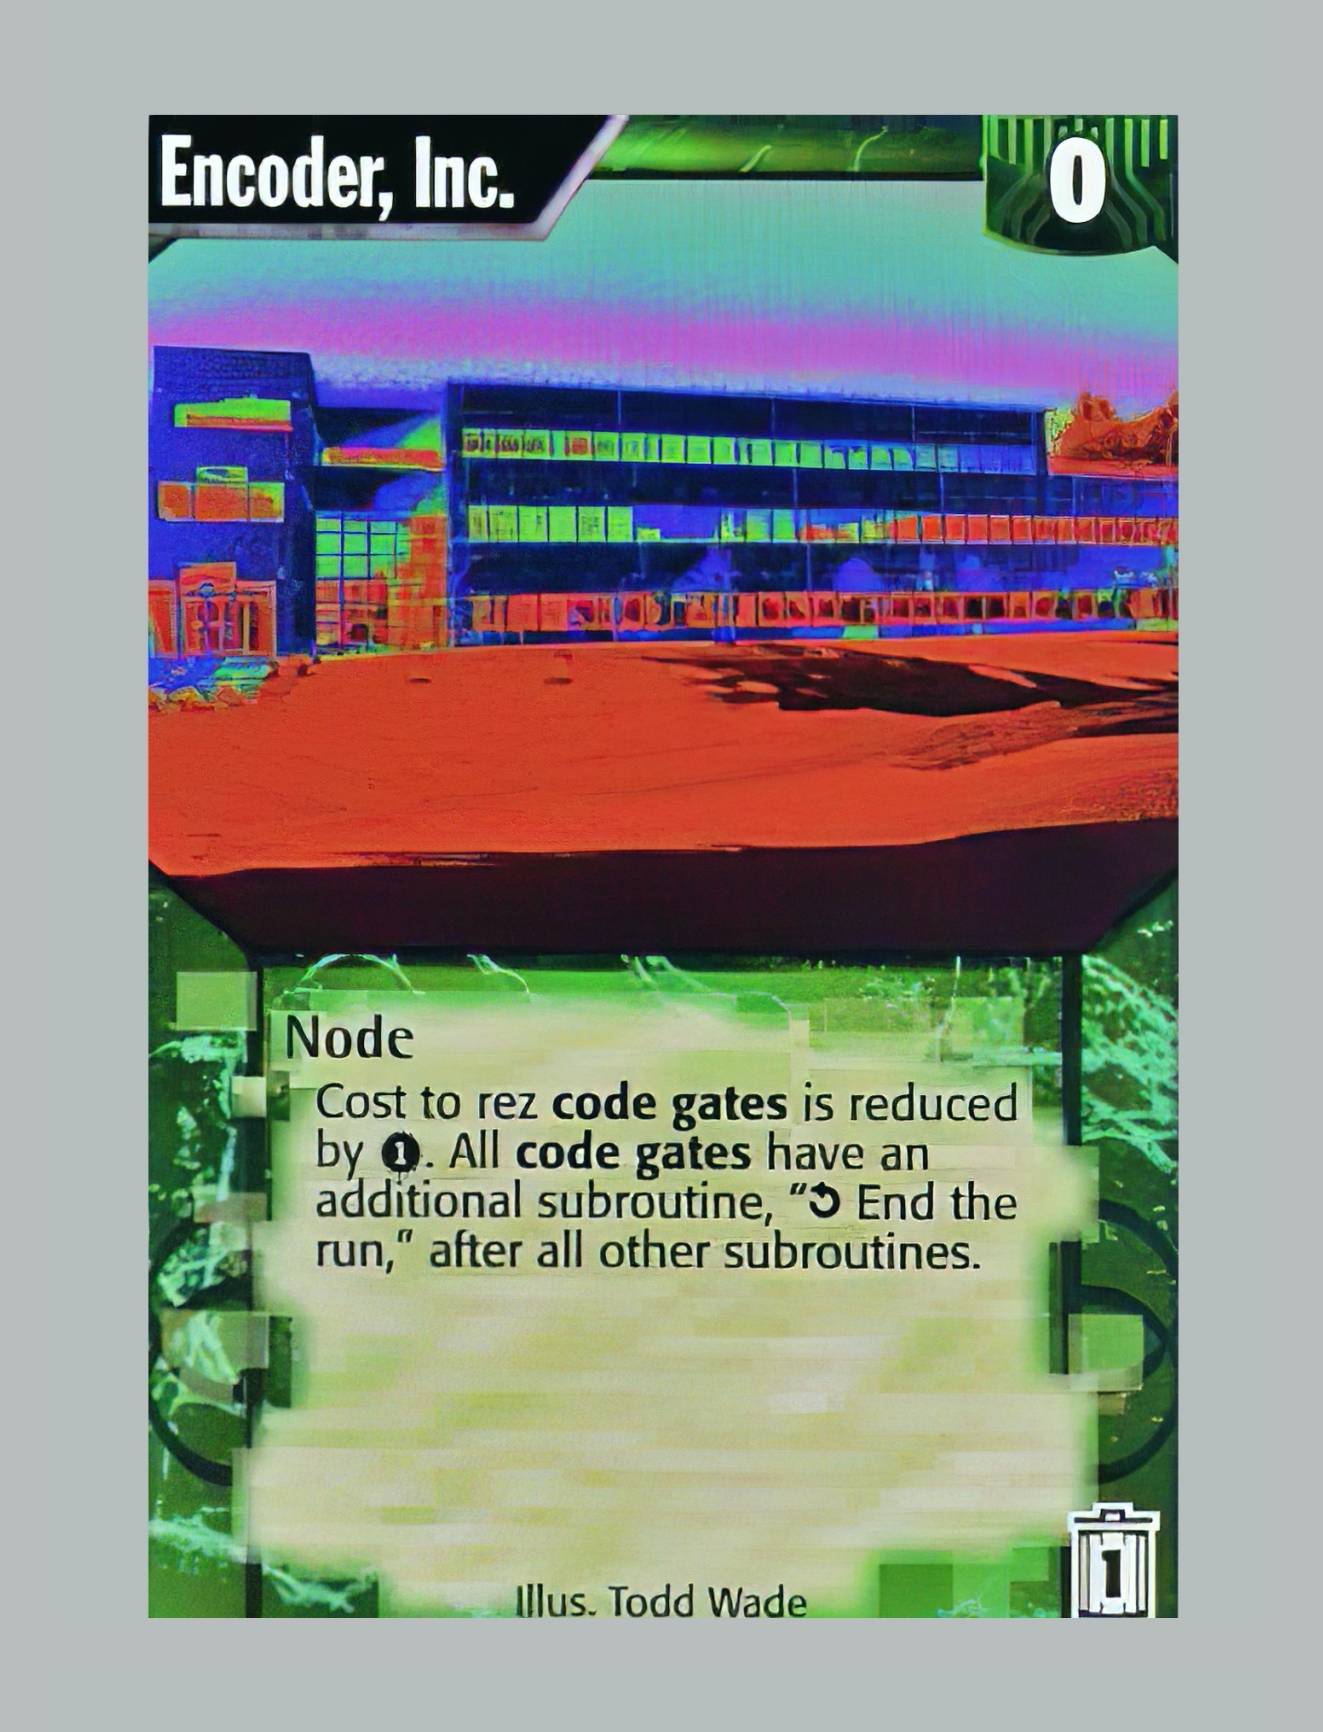 Encoder, Inc.
0
Node
Cost to rez code gates is reduced
by 1. All code gates have an
additional subroutine, “➲ End the
run,” after all other subroutines.
1
Illus. Todd Wade